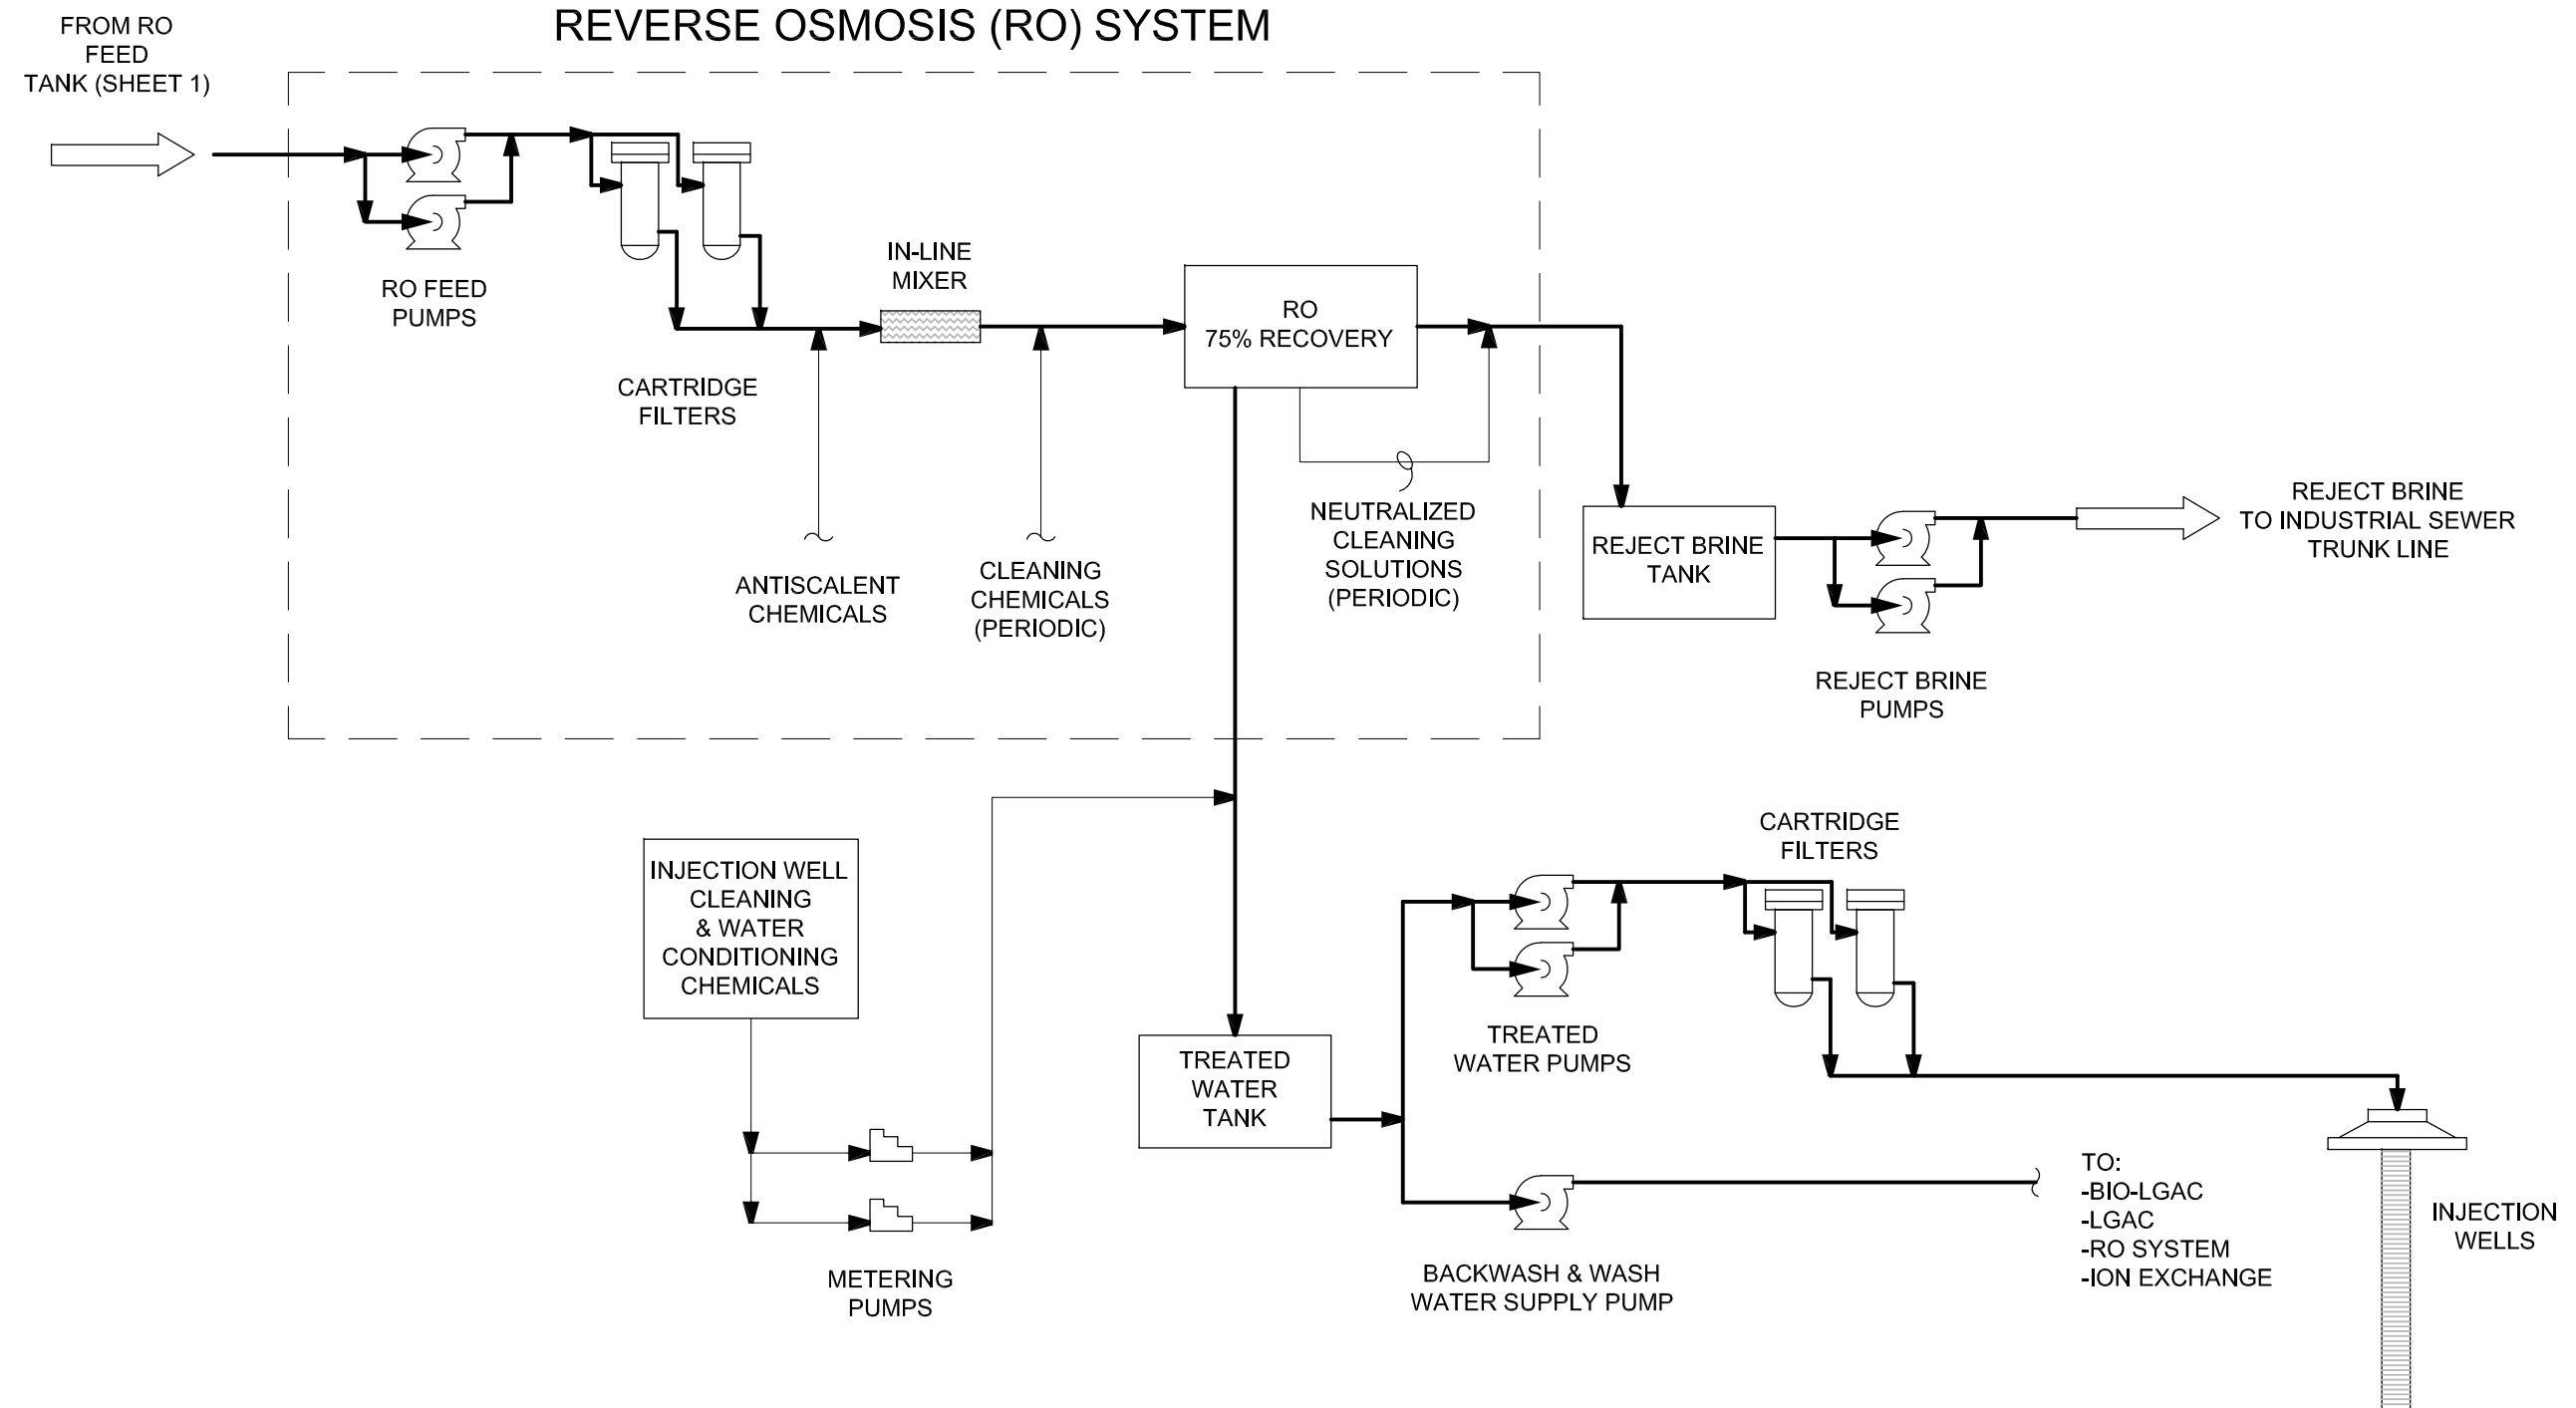 REVERSE OSMOSIS (RO) SYSTEM
FROM RO
FEED
TANK (SHEET 1)
RO FEED
PUMPS
CARTRIDGE
FILTERS
IN-LINE
MIXER
RO
75% RECOVERY
ANTISCALENT
CHEMICALS
CLEANING
CHEMICALS
(PERIODIC)
NEUTRALIZED
CLEANING
SOLUTIONS
(PERIODIC)
REJECT BRINE
TANK
REJECT BRINE
PUMPS
REJECT BRINE
TO INDUSTRIAL SEWER
TRUNK LINE
INJECTION WELL
CLEANING
& WATER
CONDITIONING
CHEMICALS
METERING
PUMPS
TREATED
WATER
TANK
TREATED
WATER PUMPS
CARTRIDGE
FILTERS
BACKWASH & WASH
WATER SUPPLY PUMP
TO:
-BIO-LGAC
-LGAC
-RO SYSTEM
-ION EXCHANGE
INJECTION
WELLS